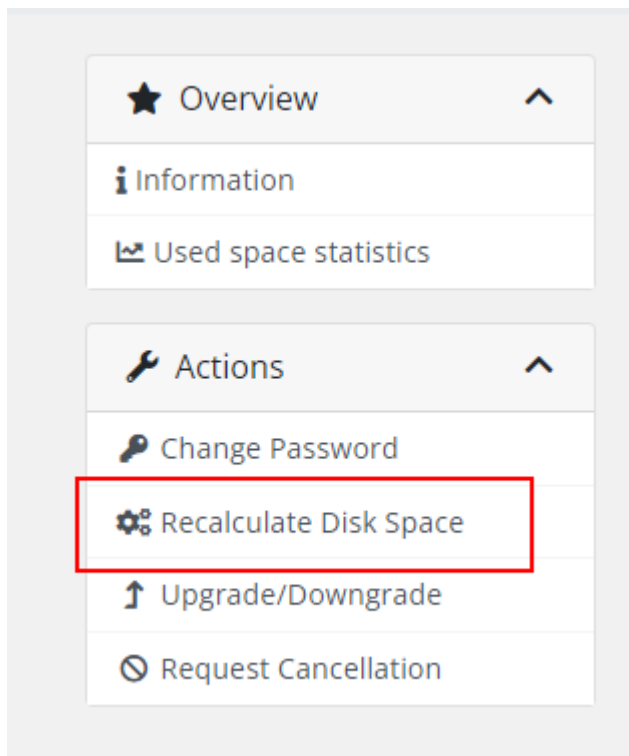 Overview
Information
Used space statistics
Actions
Change Password
Recalculate Disk Space
Upgrade/Downgrade
Request Cancellation